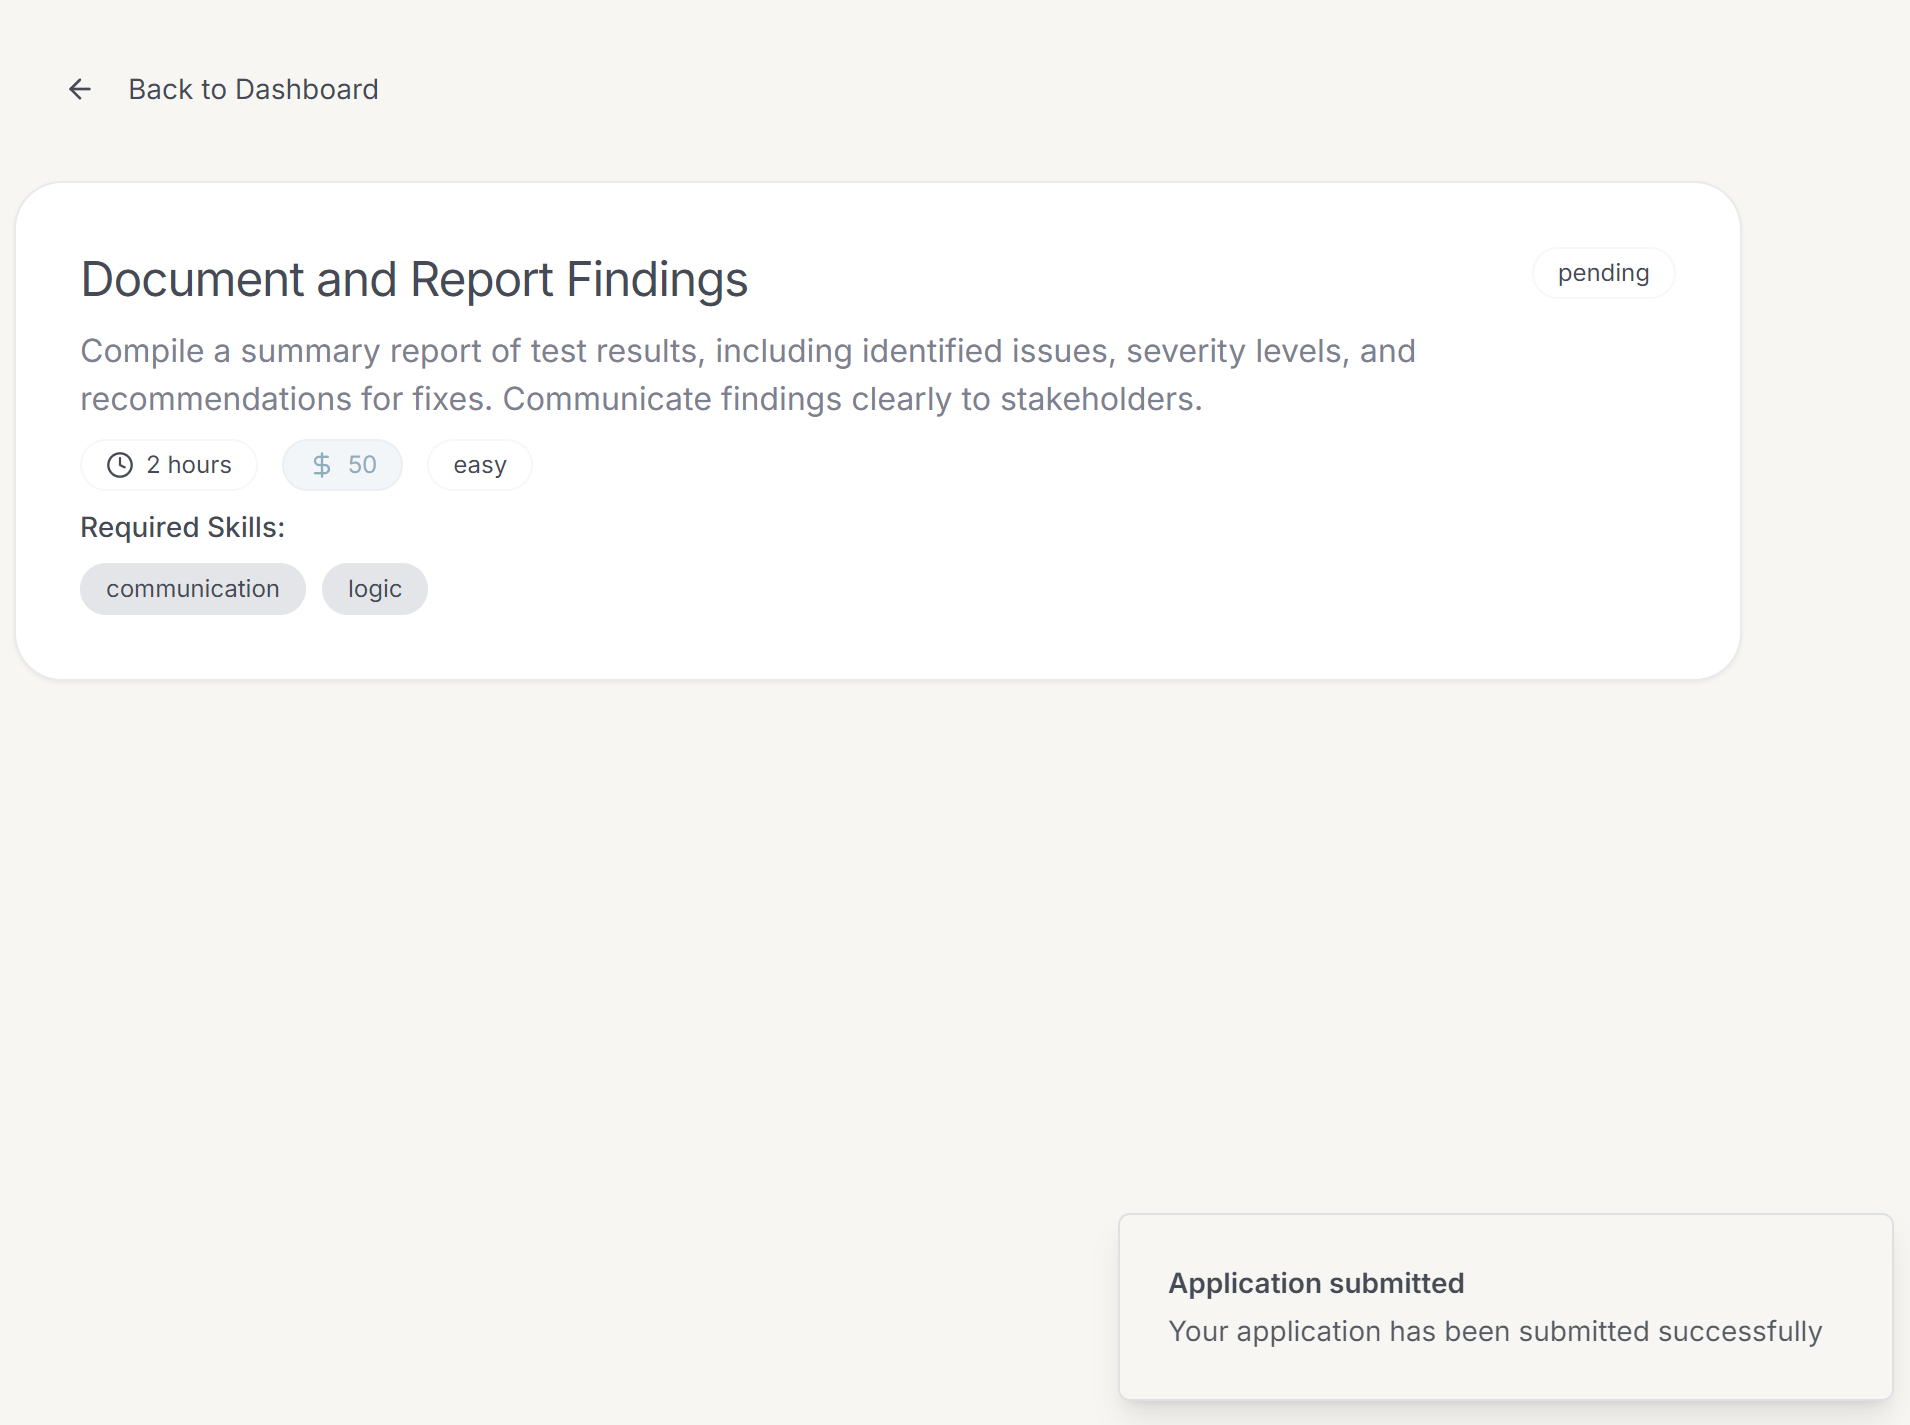 Back to Dashboard
Document and Report Findings
pending
Compile a summary report of test results, including identified issues, severity levels, and
recommendations for fixes. Communicate findings clearly to stakeholders.
2 hours
$ 50
easy
Required Skills:
communication
logic
Application submitted
Your application has been submitted successfully